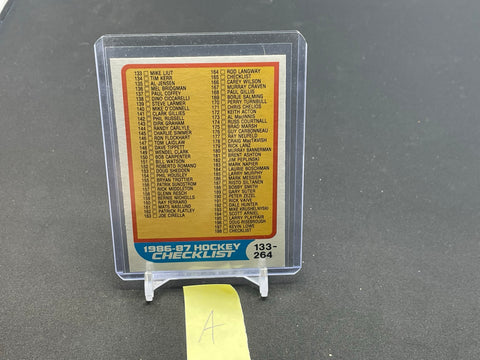 133 MIKE LIUT
134 TIM KERR
135 AL JENSEN
136 MEL BRIDGMAN
137 PAUL COFFEY
138 DINO CICCARELLI
139 STEVE LARMER
140 MIKE O'CONNELL
141 CLARK GILLIES
142 PHIL RUSSELL
143 DIRK GRAHAM
144 RANDY CARLYLE
145 CHARLIE SIMMER
146 RON FLOCKHART
147 TOM LAIDLAW
148 DAVE TIPPETT
149 WENDEL CLARK
150 BOB CARPENTER
151 BILL WATSON
152 ROBERTO ROMANO
153 DOUG SHEDDEN
154 PHIL HOUSLEY
155 BRYAN TROTTIER
156 PATRIK SUNDSTROM
157 RICK MIDDLETON
158 GLENN RESCH
159 BERNIE NICHOLLS
160 RAY FERRARO
161 MATS NASLUND
162 PATRICK FLATLEY
163 JOE CIRELLA
164 ROD LANGWAY
165 CHECKLIST
166 CAREY WILSON
167 MURRAY CRAVEN
168 PAUL GILLIS
169 BORJE SALMING
170 PERRY TURNBULL
171 CHRIS CHELIOS
172 KEITH ACTON
173 AL MacINNIS
174 RUSS COURTNALL
175 BRAD MARSH
176 GUY CARBONNEAU
177 RAY NEUFELD
178 CRAIG MacTAVISH
179 RICK LANZ
180 MURRAY BANNERMAN
181 BRENT ASHTON
182 JIM PEPLINSKI
183 MARK NAPIER
184 LAURIE BOSCHMAN
185 LARRY MURPHY
186 MARK MESSIER
187 RISTO SILTANEN
188 BOBBY SMITH
189 GARY SUTER
190 PETER ZEZEL
191 RICK VAIVE
192 DALE HUNTER
193 MIKE KRUSHELNYSKI
194 SCOTT ARNIEL
195 LARRY PLAYFAIR
196 DOUG RISEBROUGH
197 KEVIN LOWE
198 CHECKLIST
1986-87 HOCKEY
CHECKLIST
133-
264
A